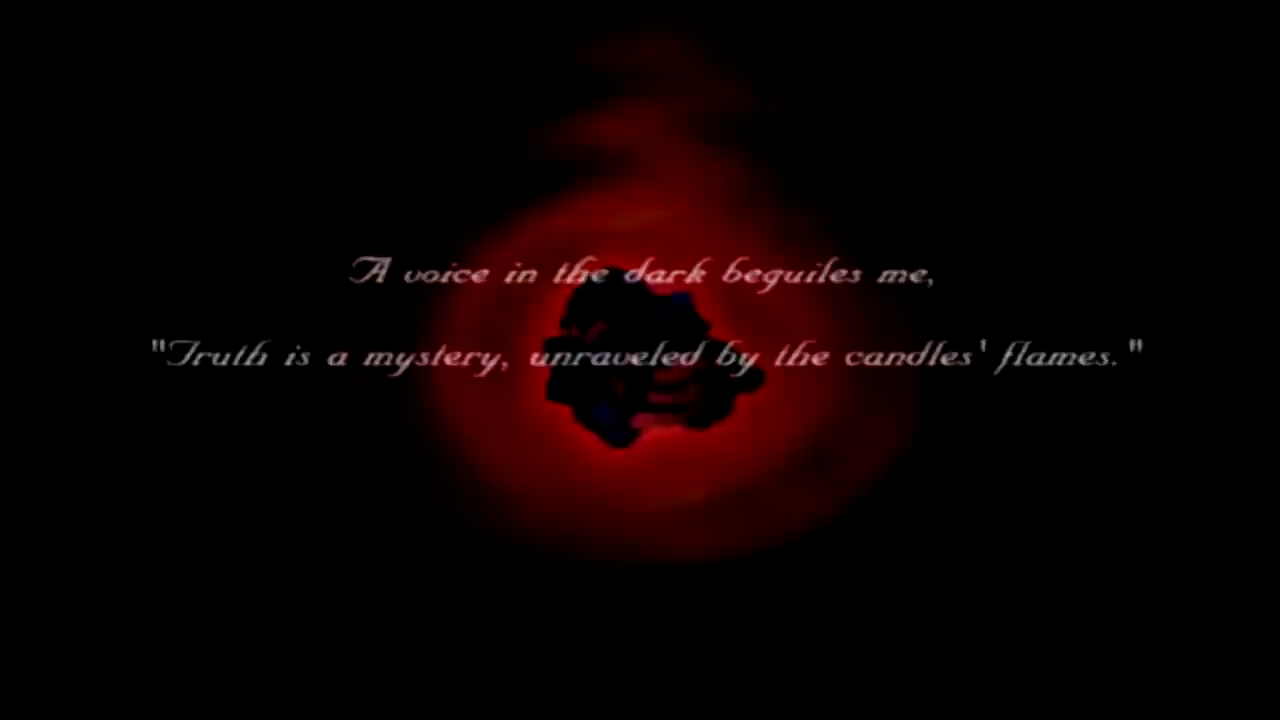 A voice in the dark beguiles me,
"Truth is a mystery, unraveled by the candles' flames."